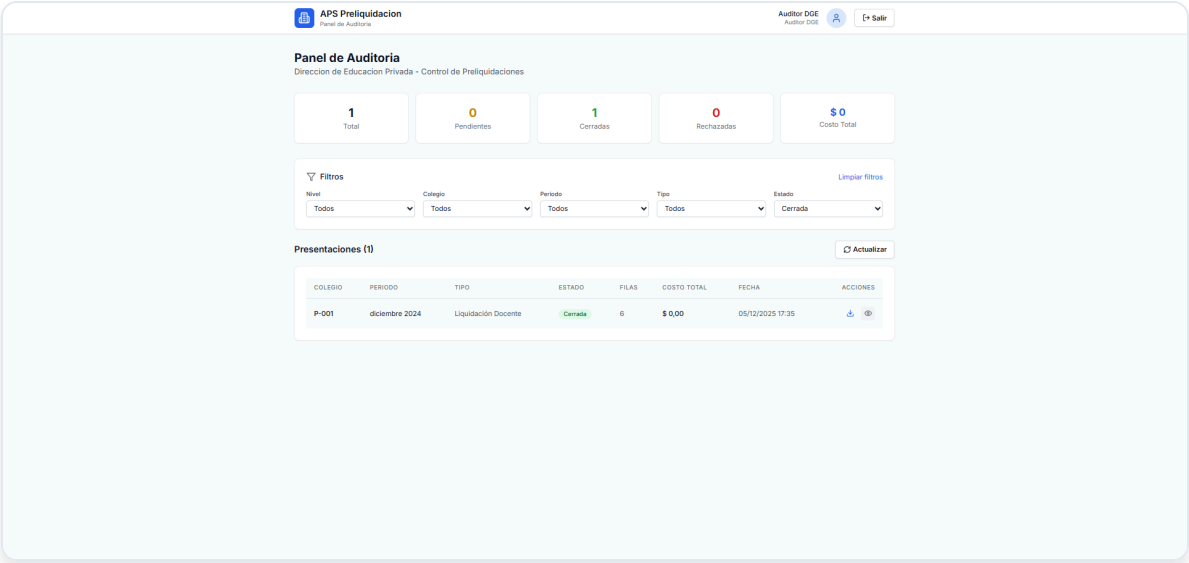 APS Preliquidacion
Panel de Auditoria
Auditor DGE
Auditor DGE
Salir
Panel de Auditoria
Direccion de Educacion Privada - Control de Preliquidaciones
1
Total
0
Pendientes
1
Cerradas
0
Rechazadas
$ 0
Costo Total
Filtros
Limpiar filtros
Nivel
Todos
Colegio
Todos
Periodo
Todos
Tipo
Todos
Estado
Cerrada
Presentaciones (1)
Actualizar
COLEGIO PERIODO TIPO ESTADO FILAS COSTO TOTAL FECHA ACCIONES
P-001 diciembre 2024 Liquidación Docente Cerrada 6 $ 0,00 05/12/2025 17:35